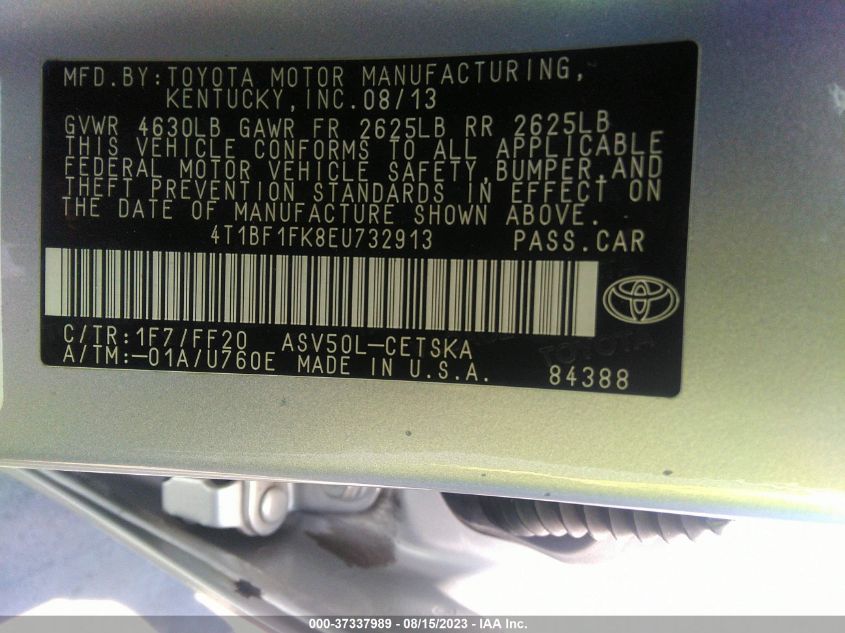 MFD.BY:TOYOTA MOTOR MANUFACTURING,
KENTUCKY,INC.08/13
GVWR 4630LB GAWR FR 2625LB RR 2625LB
THIS VEHICLE CONFORMS TO ALL APPLICABLE
FEDERAL MOTOR VEHICLE SAFETY,BUMPER,AND
THEFT PREVENTION STANDARDS IN EFFECT ON
THE DATE OF MANUFACTURE SHOWN ABOVE.
4T1BF1FK8EU732913 PASS.CAR
C/TR:1F7/FF20 ASV50L-CETSKA
TOYOTA
A/TM:-01A/U760E MADE IN U.S.A. 84388
000-37337989 - 08/15/2023 - IAA Inc.